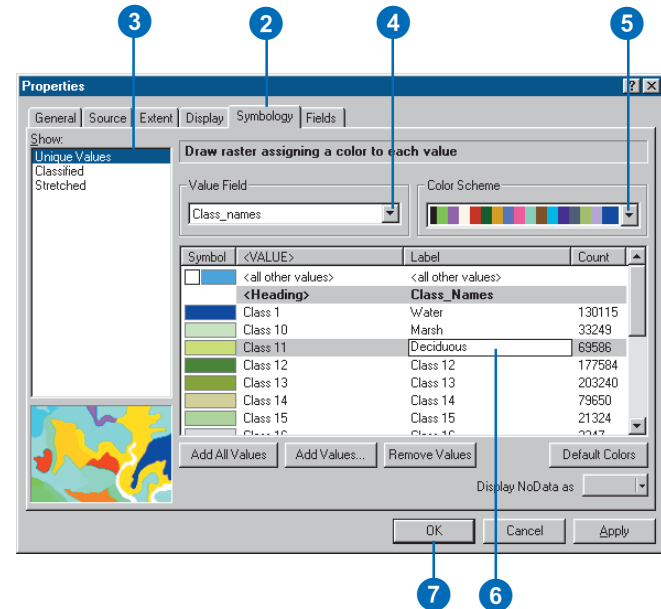 3 2 4 5
Properties
General Source Extent Display Symbology Fields
Show:
Unique Values
Classified
Stretched
Draw raster assigning a color to each value
Value Field
Class_names
Color Scheme
Symbol <VALUE> Label Count
<all other values> <all other values>
<Heading> Class_Names
Class 1 Water 130115
Class 10 Marsh 33249
Class 11 Deciduous 69586
Class 12 Class 12 177584
Class 13 Class 13 203240
Class 14 Class 14 79650
Class 15 Class 15 21324
Class 16 Class 16
Add All Values Add Values... Remove Values Default Colors
Display NoData as
OK Cancel Apply
7 6